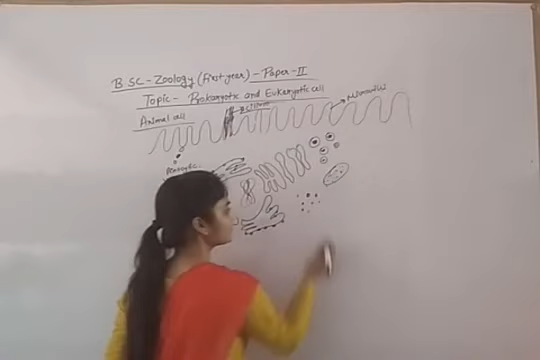 B.SC - Zoology (First year) - Paper - II
Topic - Prokaryotic and Eukaryotic cell
Animal cell